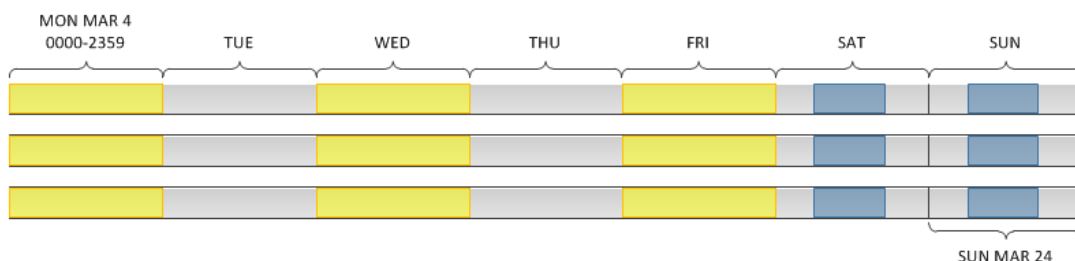 MON MAR 4
0000-2359
TUE
WED
THU
FRI
SAT
SUN
SUN MAR 24